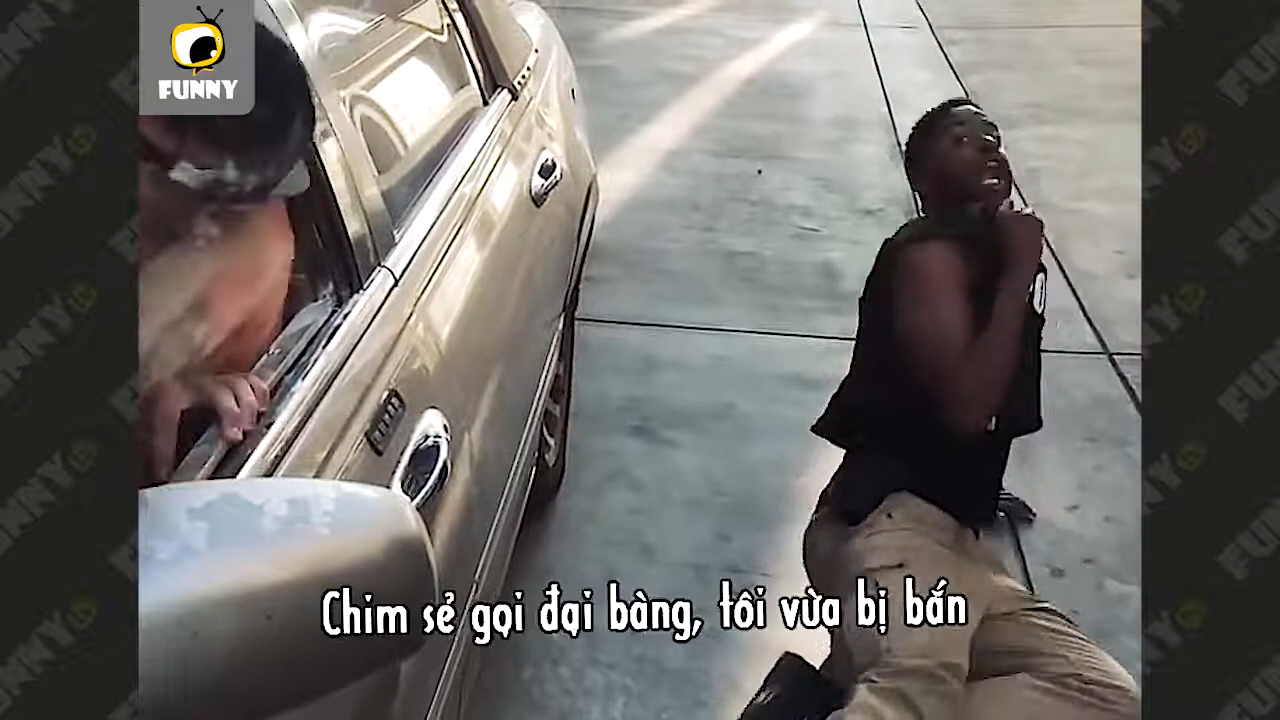 FUNNY
Chim sẻ gọi đại bàng, tôi vừa bị bắn